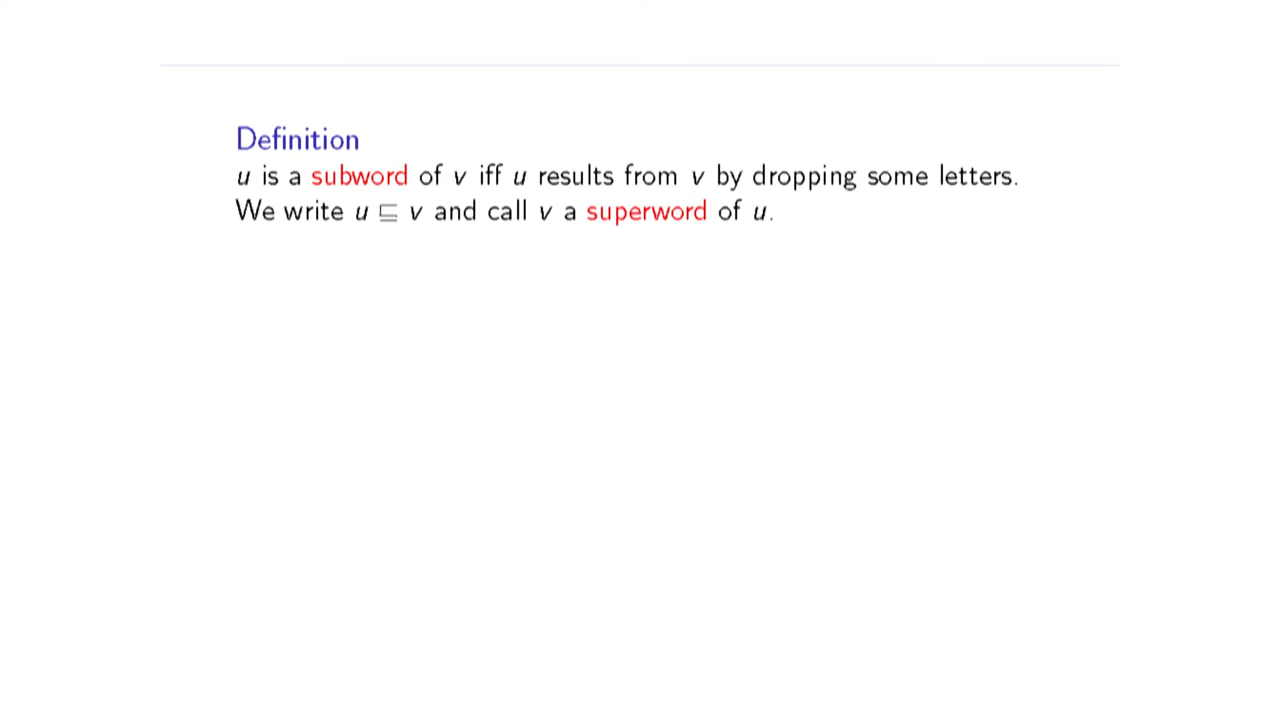 Definition
u is a subword of v iff u results from v by dropping some letters.
We write u ⊑ v and call v a superword of u.